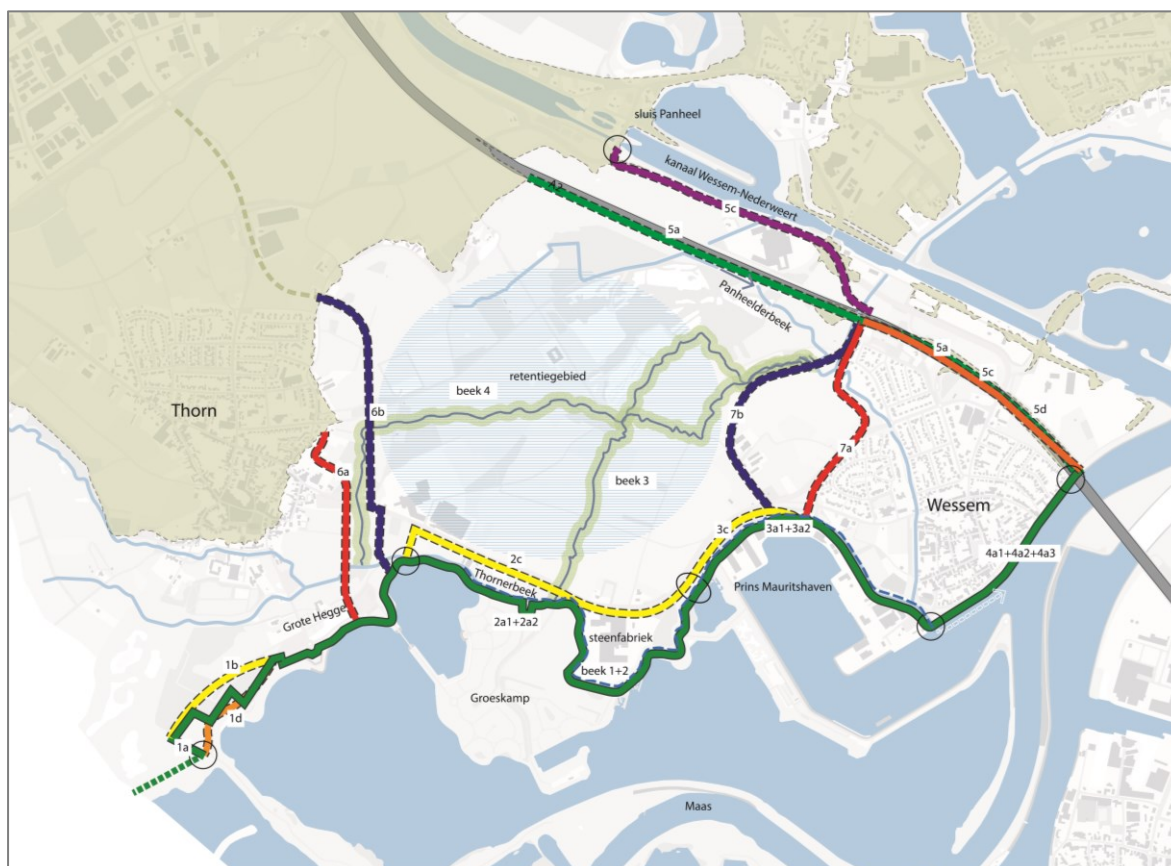 sluis Panheel
kanaal Wessem-Nederweert
5c
5a
Panheelderbeek
retentiegebied
beek 4
Thorn
6b
7b
5a
5c
5d
6a
7a
beek 3
Wessem
3c
3a1+3a2
4a1+4a2+4a3
2c
Thornerbeek
Prins Mauritshaven
Grote Hegge
2a1+2a2
steenfabriek
1b
beek 1+2
Groeskamp
1d
1a
Maas